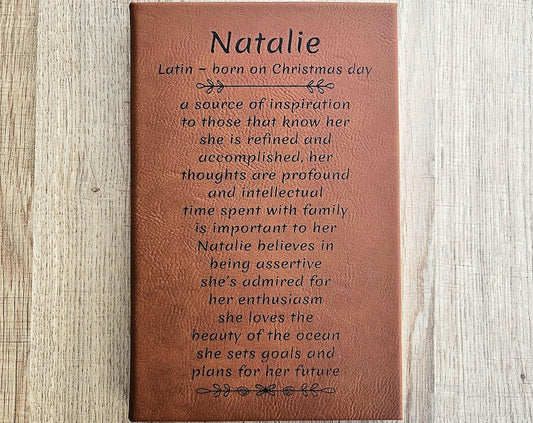 Natalie
Latin – born on Christmas day
a source of inspiration
to those that know her
she is refined and
accomplished, her
thoughts are profound
and intellectual
time spent with family
is important to her
Natalie believes in
being assertive
she's admired for
her enthusiasm
she loves the
beauty of the ocean
she sets goals and
plans for her future